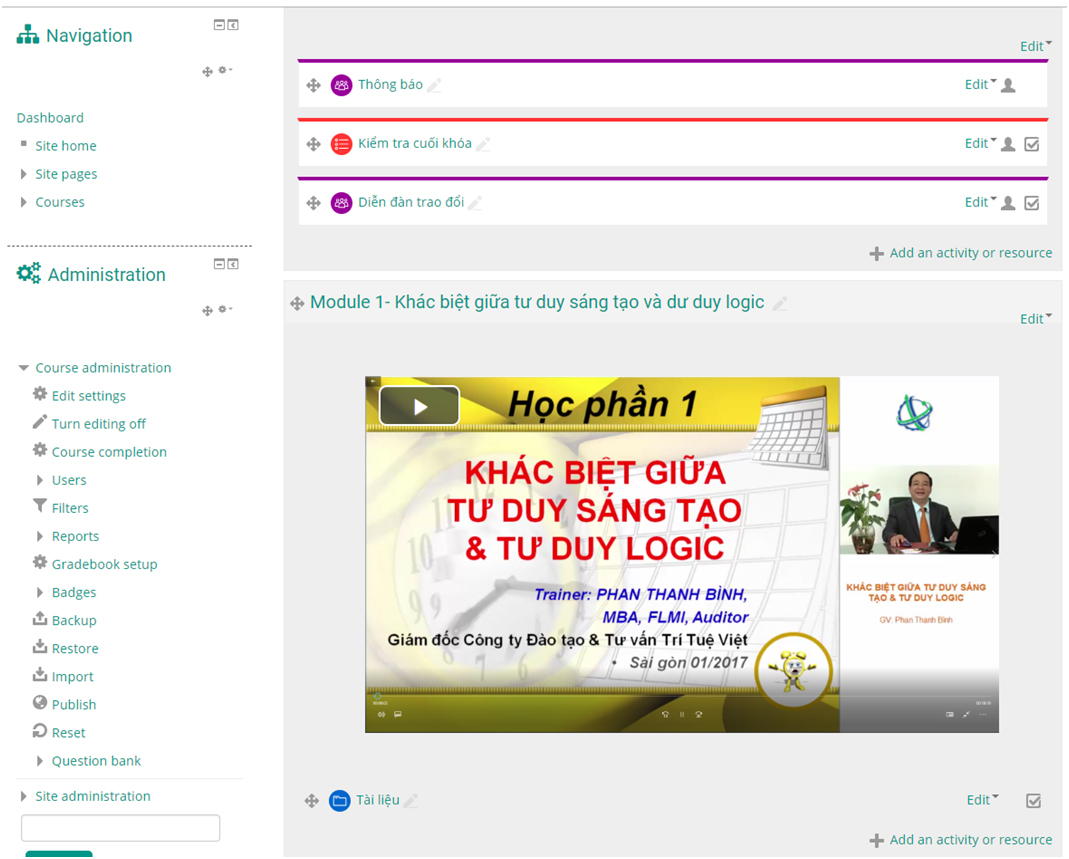 Navigation
Dashboard
Site home
Site pages
Courses
Administration
Course administration
Edit settings
Turn editing off
Course completion
Users
Filters
Reports
Gradebook setup
Badges
Backup
Restore
Import
Publish
Reset
Question bank
Site administration
Edit
Thông báo Edit
Kiểm tra cuối khóa Edit
Diễn đàn trao đổi Edit
Add an activity or resource
Module 1- Khác biệt giữa tư duy sáng tạo và dư duy logic
Edit
Học phần 1
KHÁC BIỆT GIỮA
TƯ DUY SÁNG TẠO
& TƯ DUY LOGIC
Trainer: PHAN THANH BÌNH,
MBA, FLMI, Auditor
Giám đốc Công ty Đào tạo & Tư vấn Trí Tuệ Việt
• Sài gòn 01/2017
KHÁC BIỆT GIỮA TƯ DUY SÁNG
TẠO & TƯ DUY LOGIC
GV: Phan Thanh Bình
Tài liệu Edit
Add an activity or resource